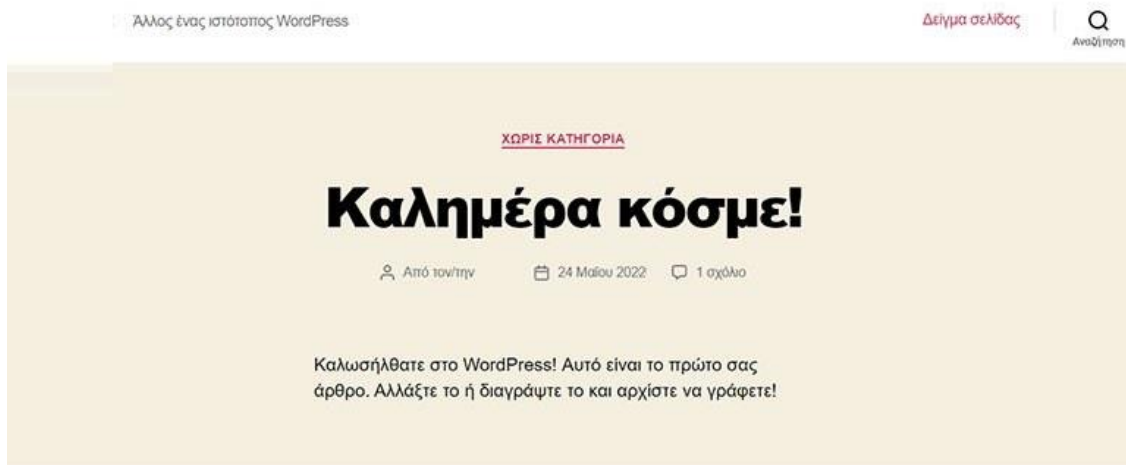 Άλλος ένας ιστότοπος WordPress
Δείγμα σελίδας
Αναζήτηση
ΧΩΡΙΣ ΚΑΤΗΓΟΡΙΑ
Καλημέρα κόσμε!
Από τον/την 24 Μαΐου 2022 1 σχόλιο
Καλωσήλθατε στο WordPress! Αυτό είναι το πρώτο σας
άρθρο. Αλλάξτε το ή διαγράψτε το και αρχίστε να γράφετε!